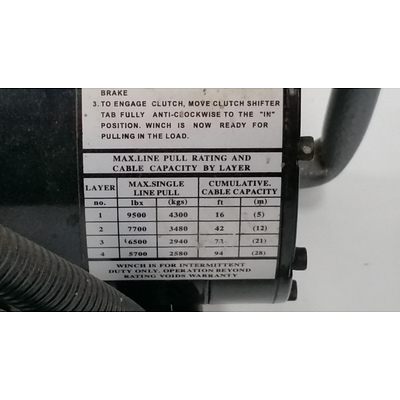 BRAKE
3. TO ENGAGE CLUTCH, MOVE CLUTCH SHIFTER
TAB FULLY ANTI-CLOCKWISE TO THE "IN"
POSITION. WINCH IS NOW READY FOR
PULLING IN THE LOAD.
MAX.LINE PULL RATING AND
CABLE CAPACITY BY LAYER
LAYER MAX.SINGLE LINE PULL CUMULATIVE. CABLE CAPACITY
no. lbx (kgs) ft (m)
1 9500 4300 16 (5)
2 7700 3480 42 (12)
3 6500 2940 73 (21)
4 5700 2580 94 (28)
WINCH IS FOR INTERMITTENT
DUTY ONLY. OPERATION BEYOND
RATING VOIDS WARRANTY